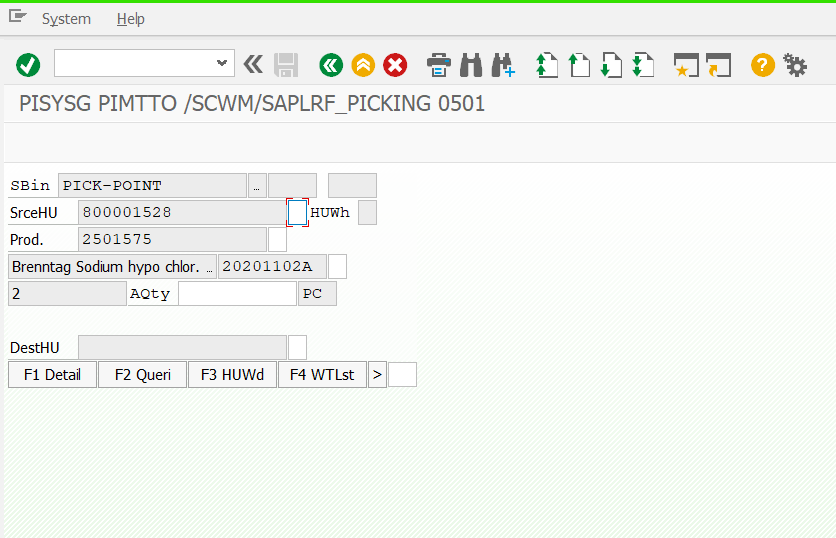 System Help
PISYSG PIMTTO /SCWM/SAPLRF_PICKING 0501
SBin PICK-POINT …
SrceHU 800001528 HUWh
Prod. 2501575
Brenntag Sodium hypo chlor. … 20201102A
2 AQty PC
DestHU
F1 Detail F2 Queri F3 HUWd F4 WTLst >